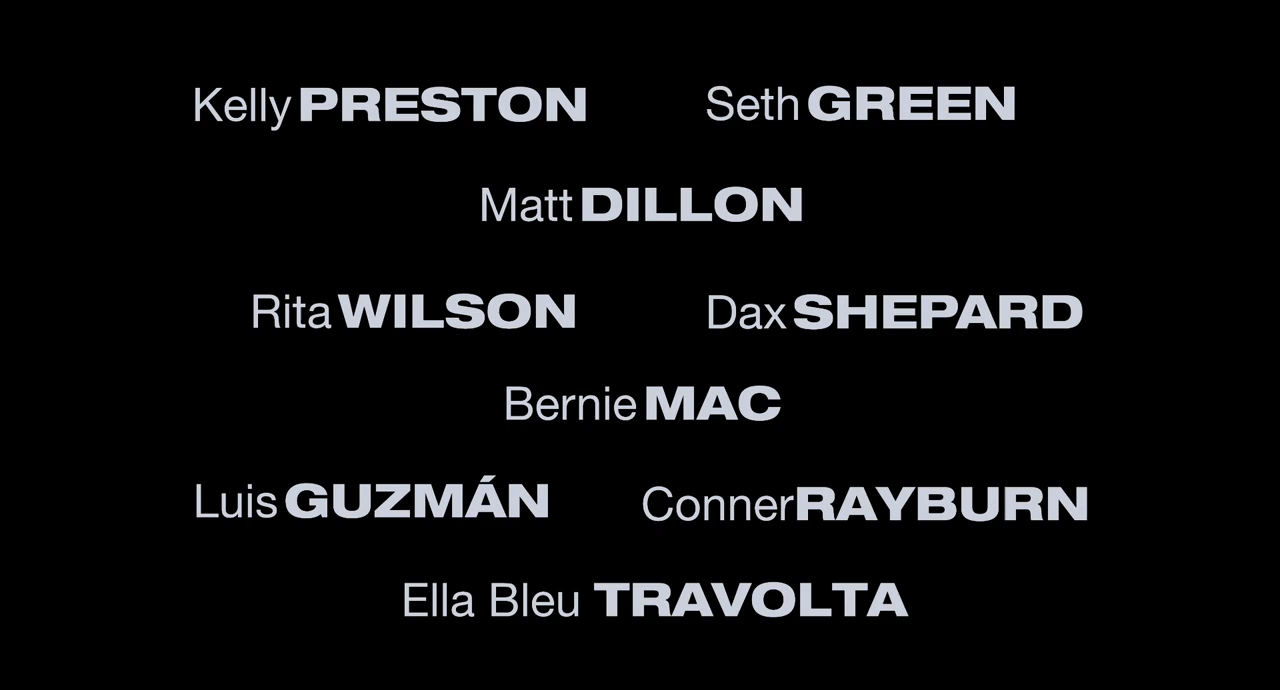 Kelly PRESTON Seth GREEN
Matt DILLON
Rita WILSON Dax SHEPARD
Bernie MAC
Luis GUZMÁN Conner RAYBURN
Ella Bleu TRAVOLTA